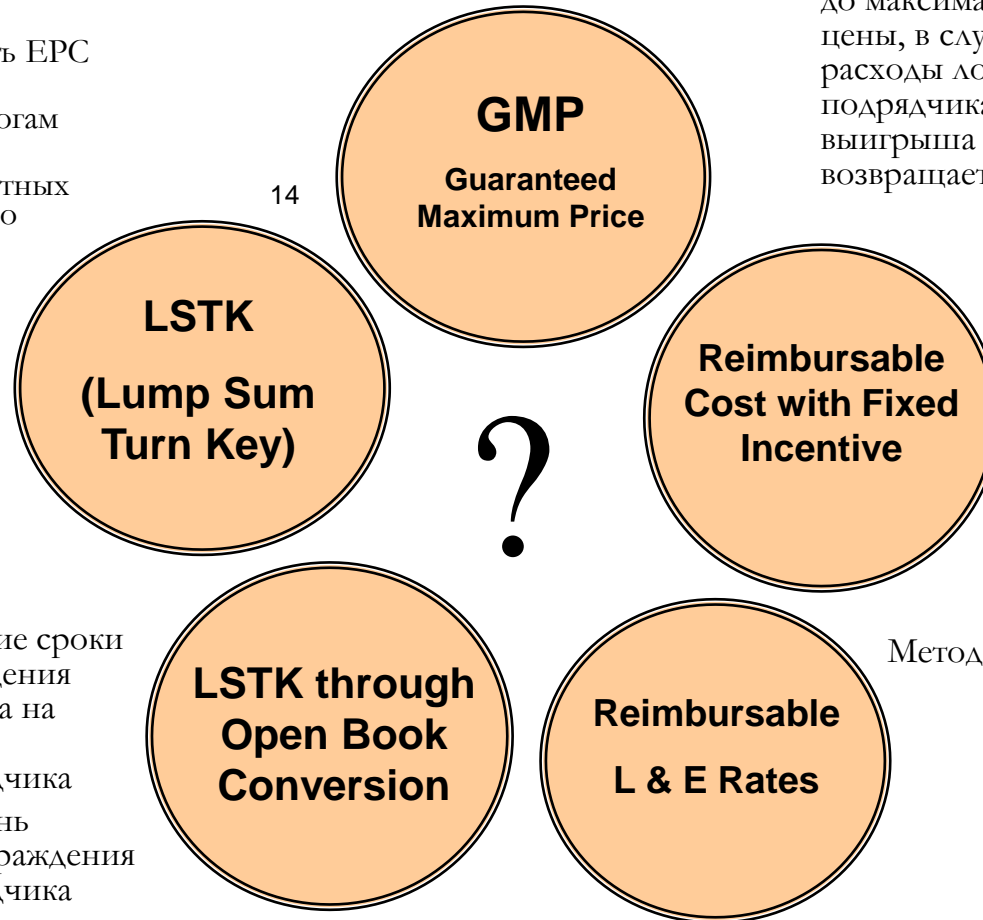 ь EPC
огам
тных
о
14
до максима
цены, в слу
расходы ло
подрядчика
выигрыша
возвращает
GMP
Guaranteed
Maximum Price
LSTK
(Lump Sum
Turn Key)
Reimbursable
Cost with Fixed
Incentive
?
ие сроки
дения
а на
дчика
нь
раждения
дчика
LSTK through
Open Book
Conversion
Reimbursable
L & E Rates
Метод